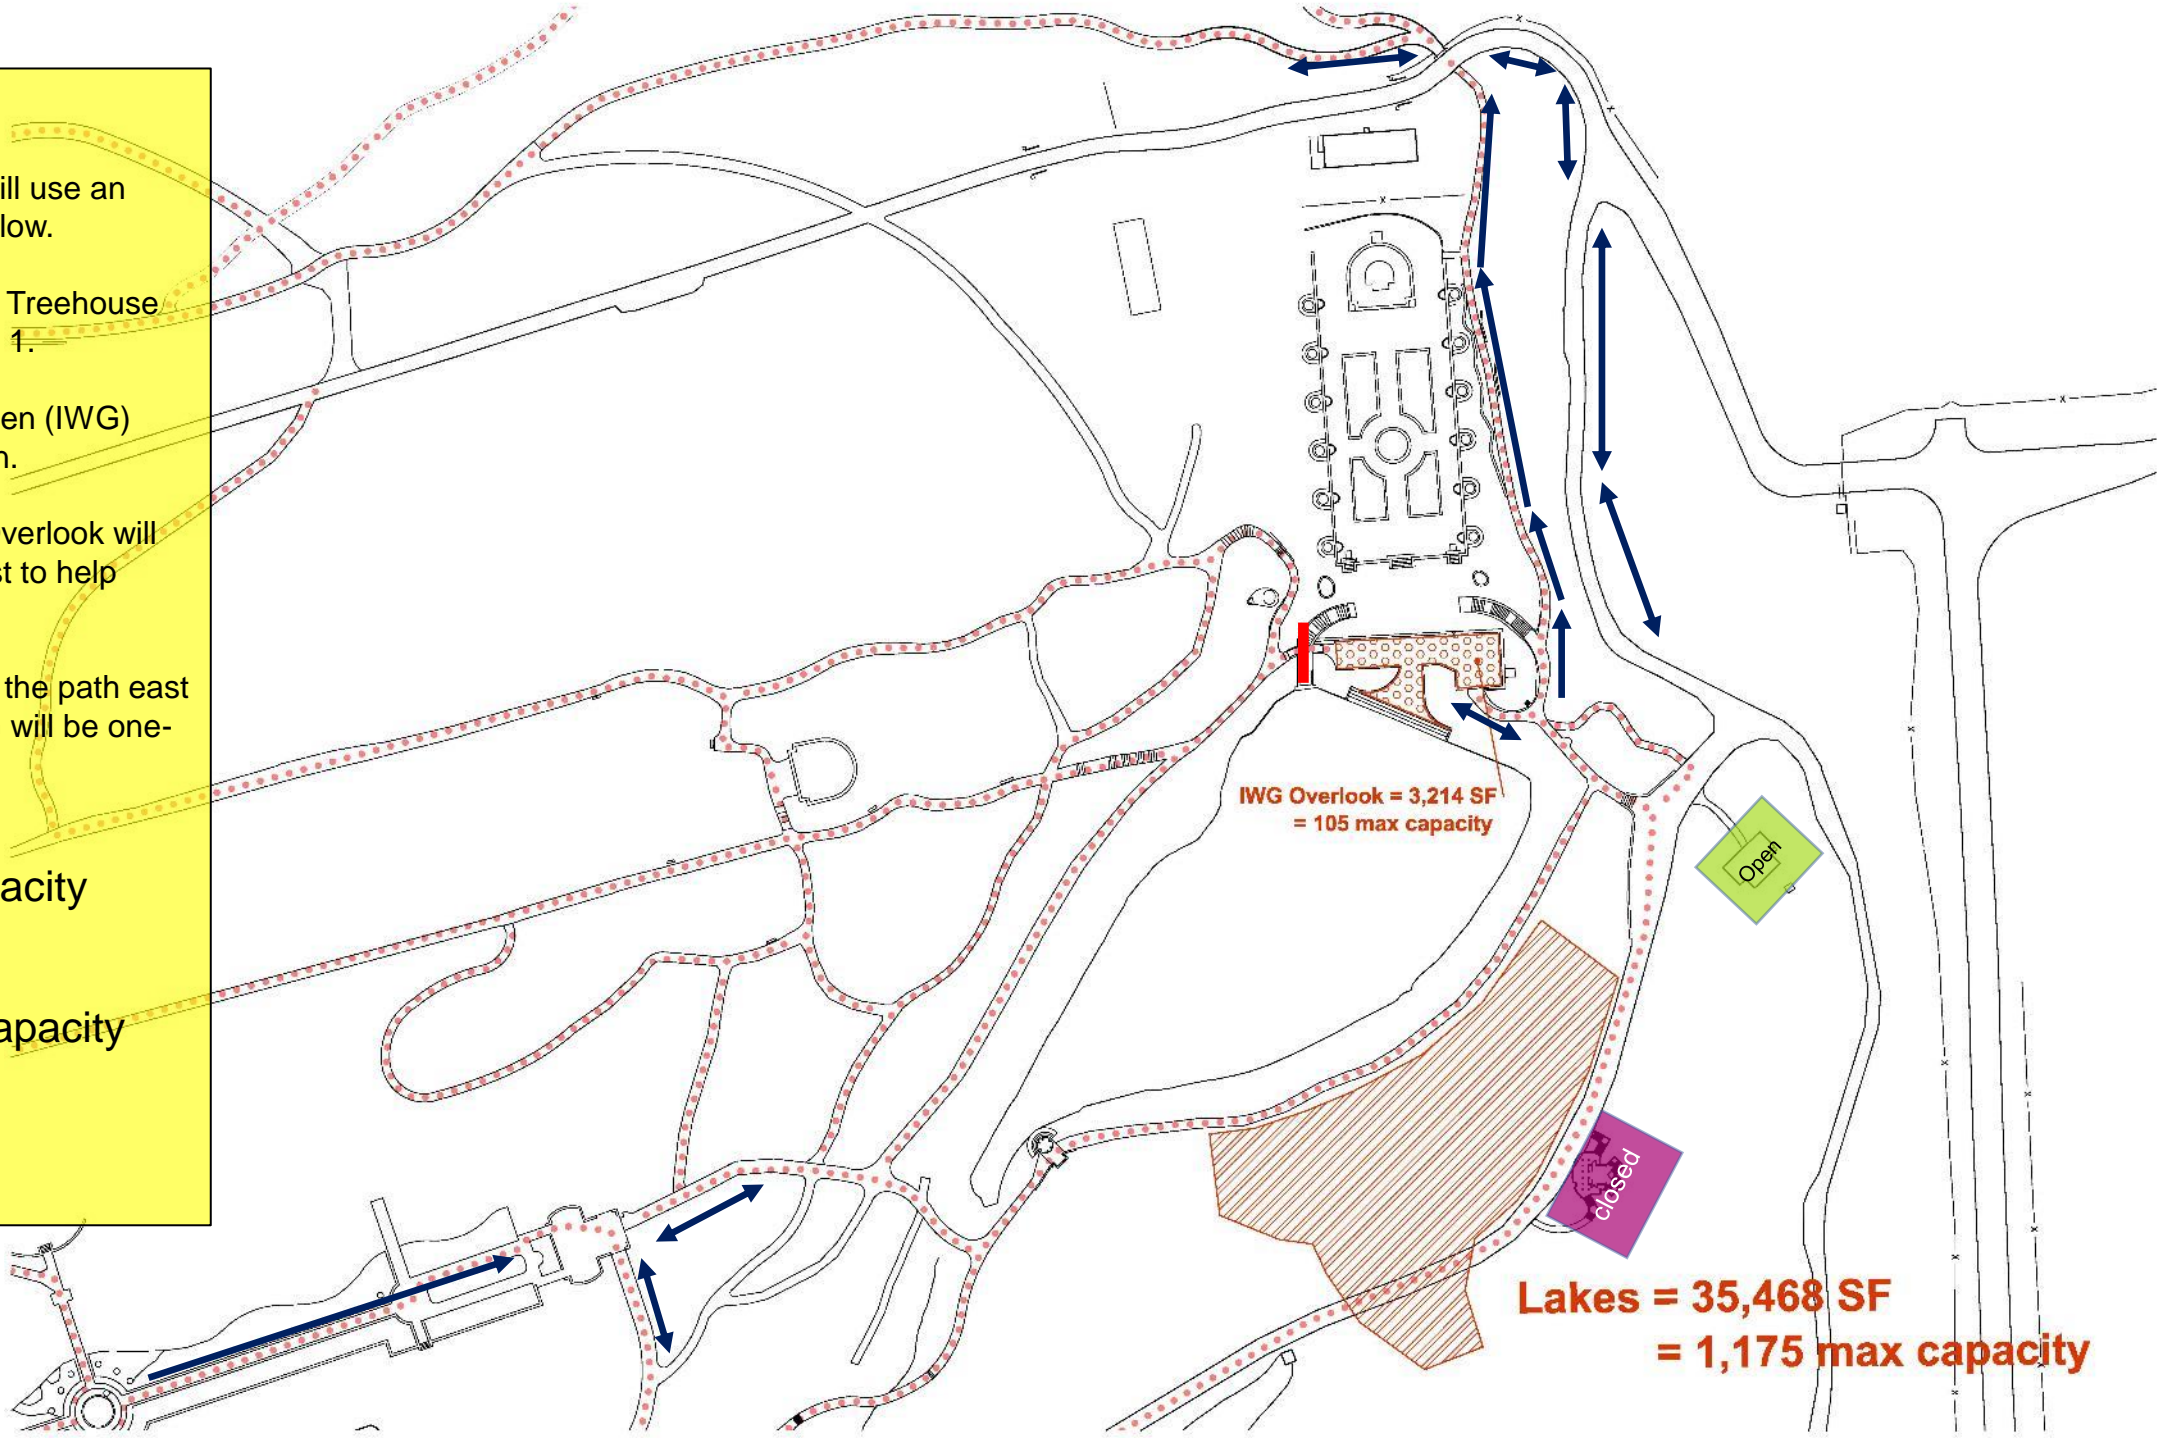 ill use an
low.
Treehouse
1.
en (IWG)
n.
verlook will
st to help
the path east
will be one-
acity
apacity
IWG Overlook = 3,214 SF
= 105 max capacity
Open
closed
Lakes = 35,468 SF
= 1,175 max capacity